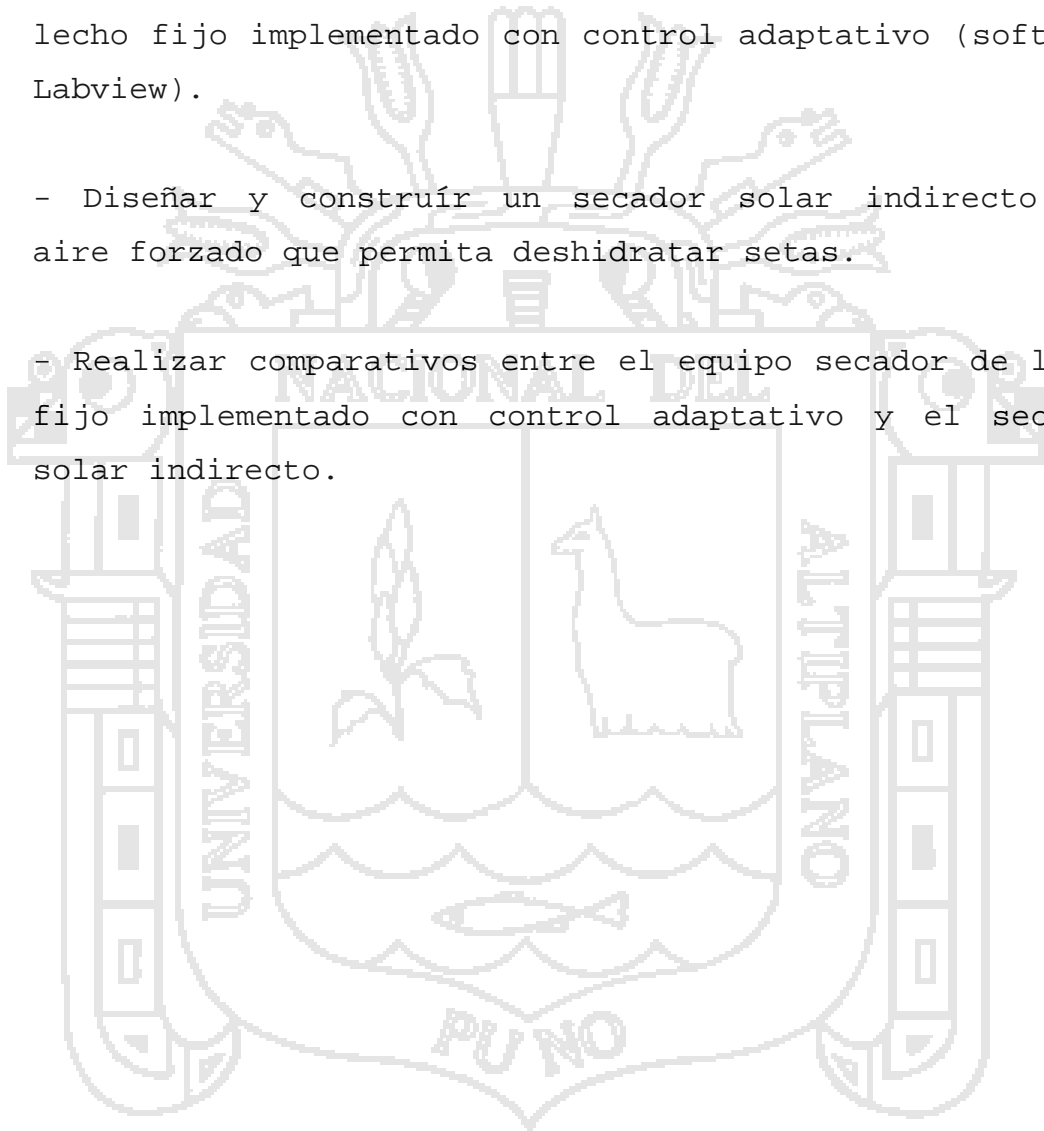 lecho fijo implementado con control adaptativo (soft
Labview).
- Diseñar y construír un secador solar indirecto
aire forzado que permita deshidratar setas.
- Realizar comparativos entre el equipo secador de l
fijo implementado con control adaptativo y el sec
solar indirecto.
NACIONAL DEL
UNIVERSIDAD
ALTIPLANO
PUNO